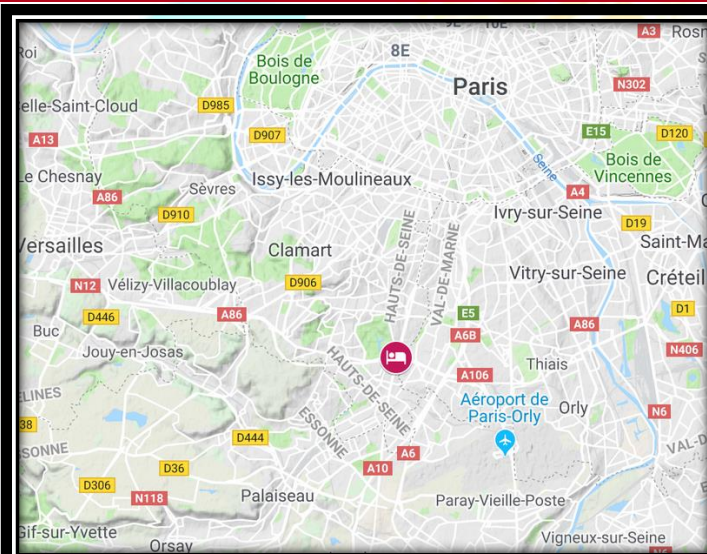 A3
Rosn
Roi
8E
Bois de
Boulogne
Paris
N302
elle-Saint-Cloud
D985
D907
E15
D120
A13
Seine
Bois de
Vincennes
Le Chesnay
Sèvres
Issy-les-Moulineaux
A86
A4
D910
Ivry-sur-Seine
D19
Versailles
Clamart
HAUTS-DE-SEINE
VAL-DE-MARNE
Saint-Ma
N12
Vélizy-Villacoublay
D906
Vitry-sur-Seine
Créteil
D446
A86
E5
D1
Buc
A6B
A86
Jouy-en-Josas
HAUTS-DE-SEINE
ESSONNE
A106
Thiais
N406
ELINES
Aéroport de
Paris-Orly
Orly
N6
38
SSONNE
D444
A6
VAL-D
D36
A10
D306
N118
Palaiseau
Paray-Vieille-Poste
Gif-sur-Yvette
Orsay
Vigneux-sur-Seine